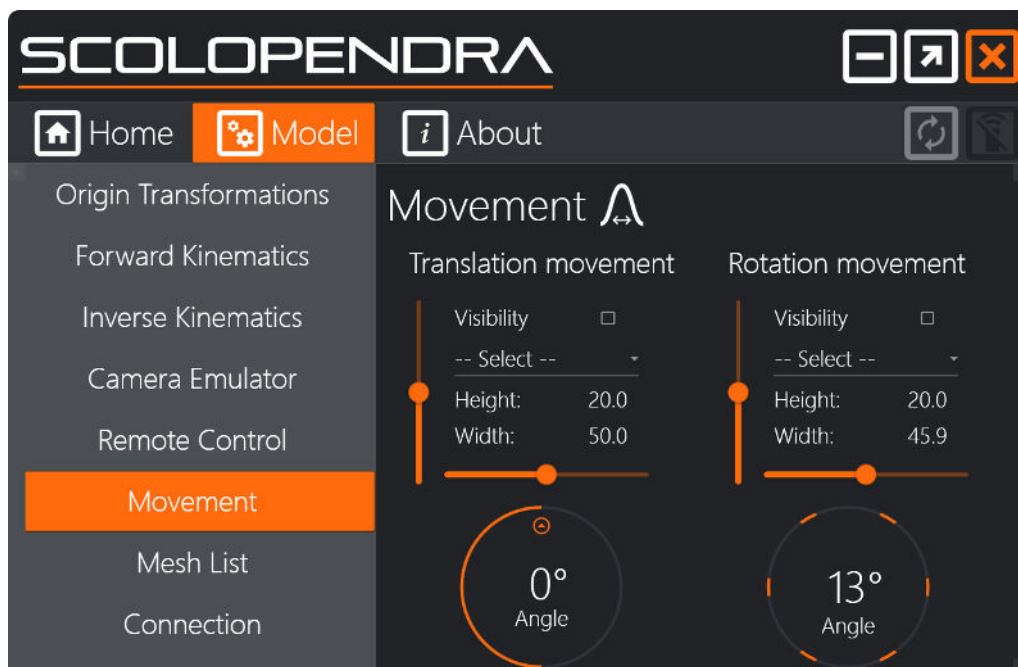 SCOLOPENDRA
Home Model i About
Origin Transformations
Forward Kinematics
Inverse Kinematics
Camera Emulator
Remote Control
Movement
Mesh List
Connection
Movement
Translation movement
Visibility
-- Select --
Height: 20.0
Width: 50.0
0°
Angle
Rotation movement
Visibility
-- Select --
Height: 20.0
Width: 45.9
13°
Angle